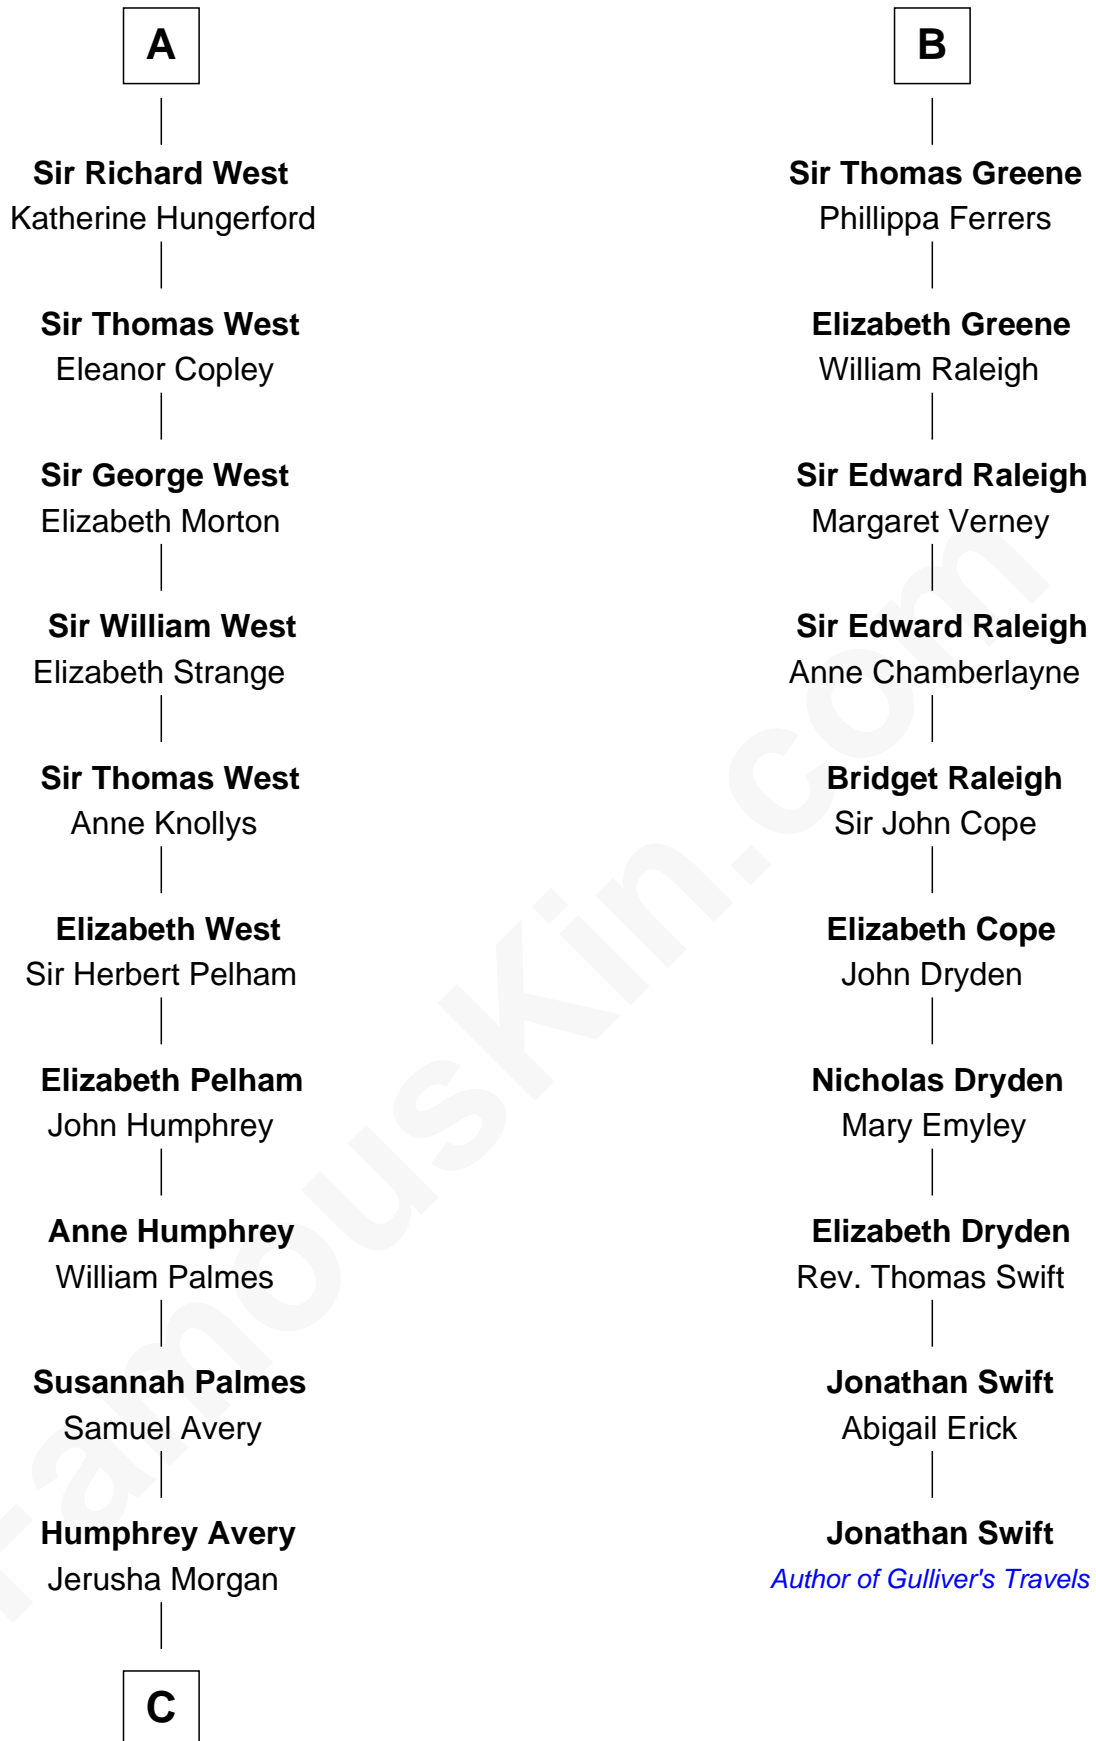 A
Sir Richard West
Katherine Hungerford
Sir Thomas West
Eleanor Copley
Sir George West
Elizabeth Morton
Sir William West
Elizabeth Strange
Sir Thomas West
Anne Knollys
Elizabeth West
Sir Herbert Pelham
Elizabeth Pelham
John Humphrey
Anne Humphrey
William Palmes
Susannah Palmes
Samuel Avery
Humphrey Avery
Jerusha Morgan
C
B
Sir Thomas Greene
Phillippa Ferrers
Elizabeth Greene
William Raleigh
Sir Edward Raleigh
Margaret Verney
Sir Edward Raleigh
Anne Chamberlayne
Bridget Raleigh
Sir John Cope
Elizabeth Cope
John Dryden
Nicholas Dryden
Mary Emyley
Elizabeth Dryden
Rev. Thomas Swift
Jonathan Swift
Abigail Erick
Jonathan Swift
Author of Gulliver's Travels
FamousKin.com